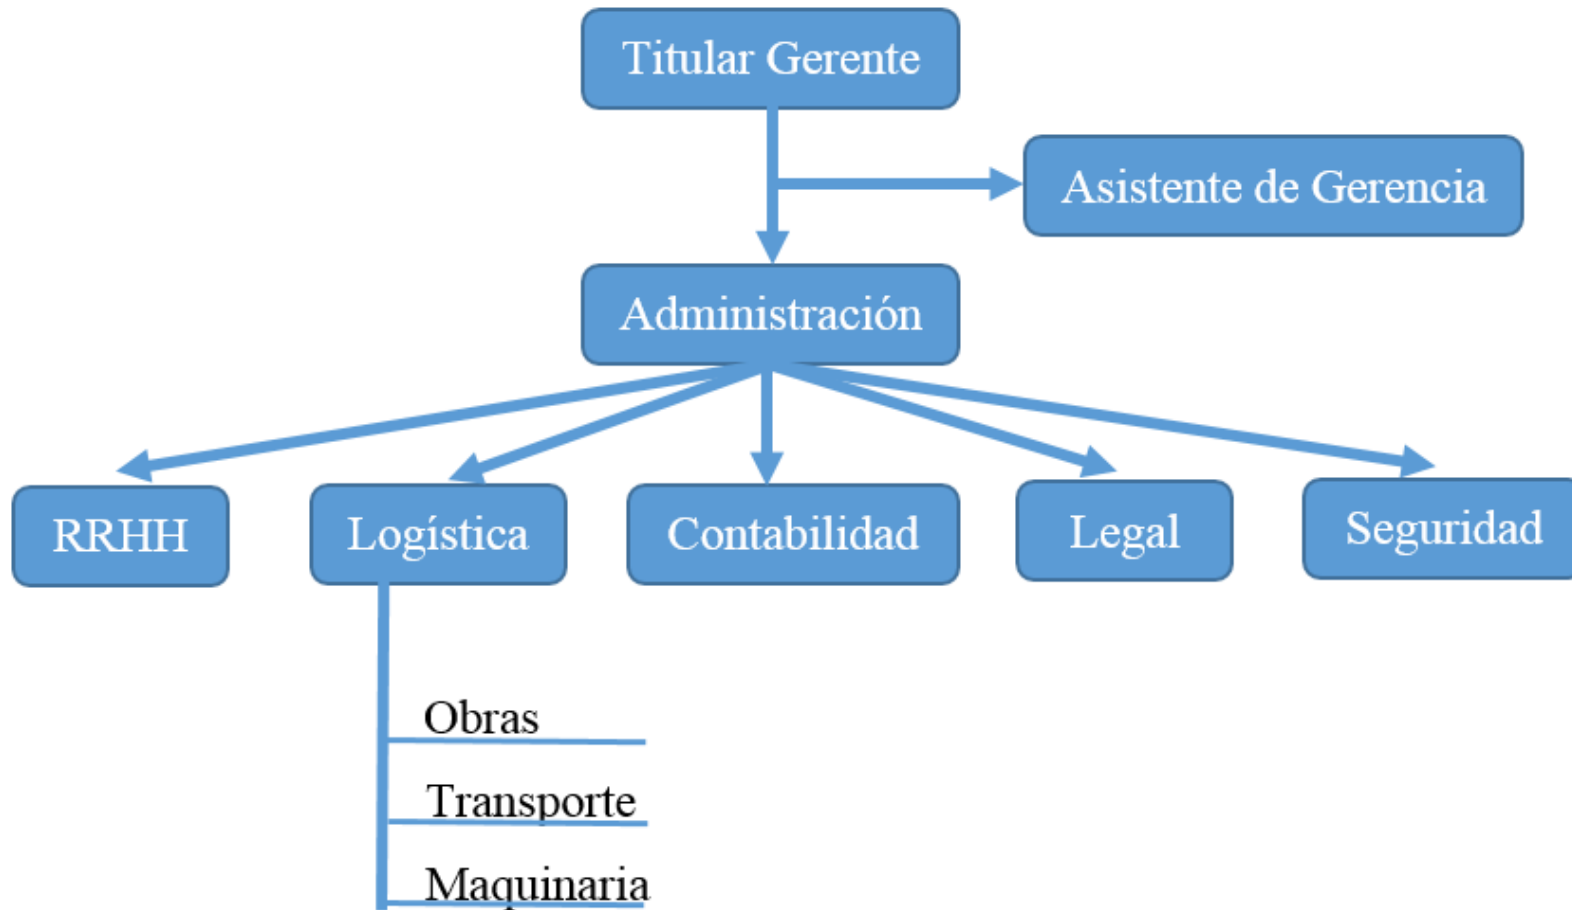 Titular Gerente
Asistente de Gerencia
Administración
RRHH
Logística
Contabilidad
Legal
Seguridad
Obras
Transporte
Maquinaria